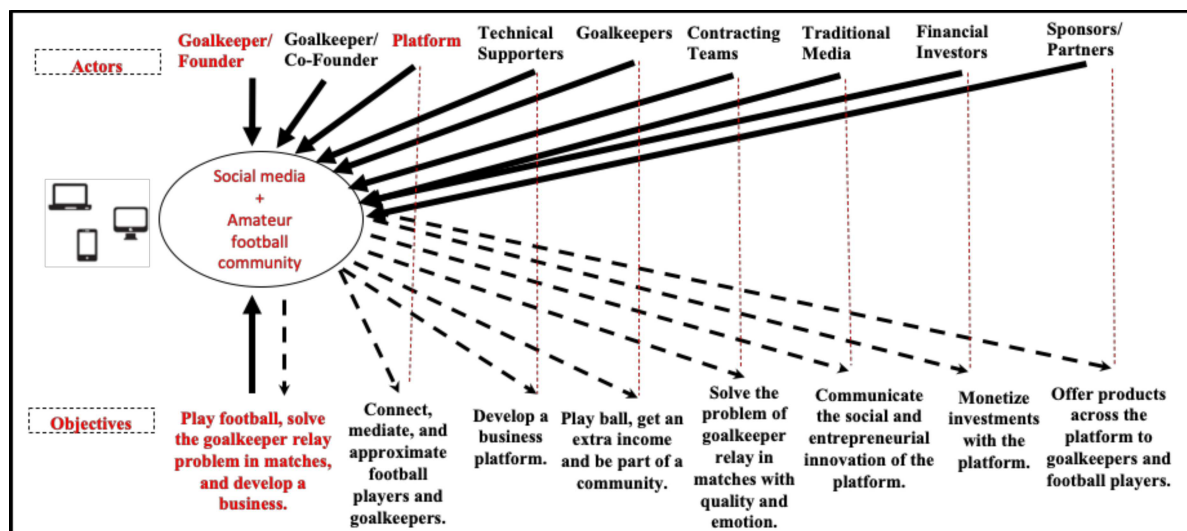 Actors
Goalkeeper/
Founder
Goalkeeper/
Co-Founder
Platform
Technical
Supporters
Goalkeepers
Contracting
Teams
Traditional
Media
Financial
Investors
Sponsors/
Partners
Social media
+
Amateur
football
community
Objectives
Play football, solve
the goalkeeper relay
problem in matches,
and develop a
business.
Connect,
mediate, and
approximate
football
players and
goalkeepers.
Develop a
business
platform.
Play ball, get an
extra income
and be part of a
community.
Solve the
problem of
goalkeeper
relay in
matches with
quality and
emotion.
Communicate
the social and
entrepreneurial
innovation of the
platform.
Monetize
investments
with the
platform.
Offer products
across the
platform to
goalkeepers and
football players.